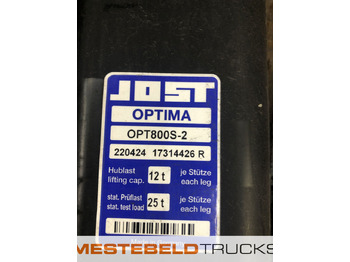 JOST
OPTIMA
OPT800S-2
220424 17314426 R
Hublast 12 t je Stütze
lifting cap. each leg
stat. Prüflast 25 t je Stütze
stat. test load each leg
MESTEBELDTRUCKS